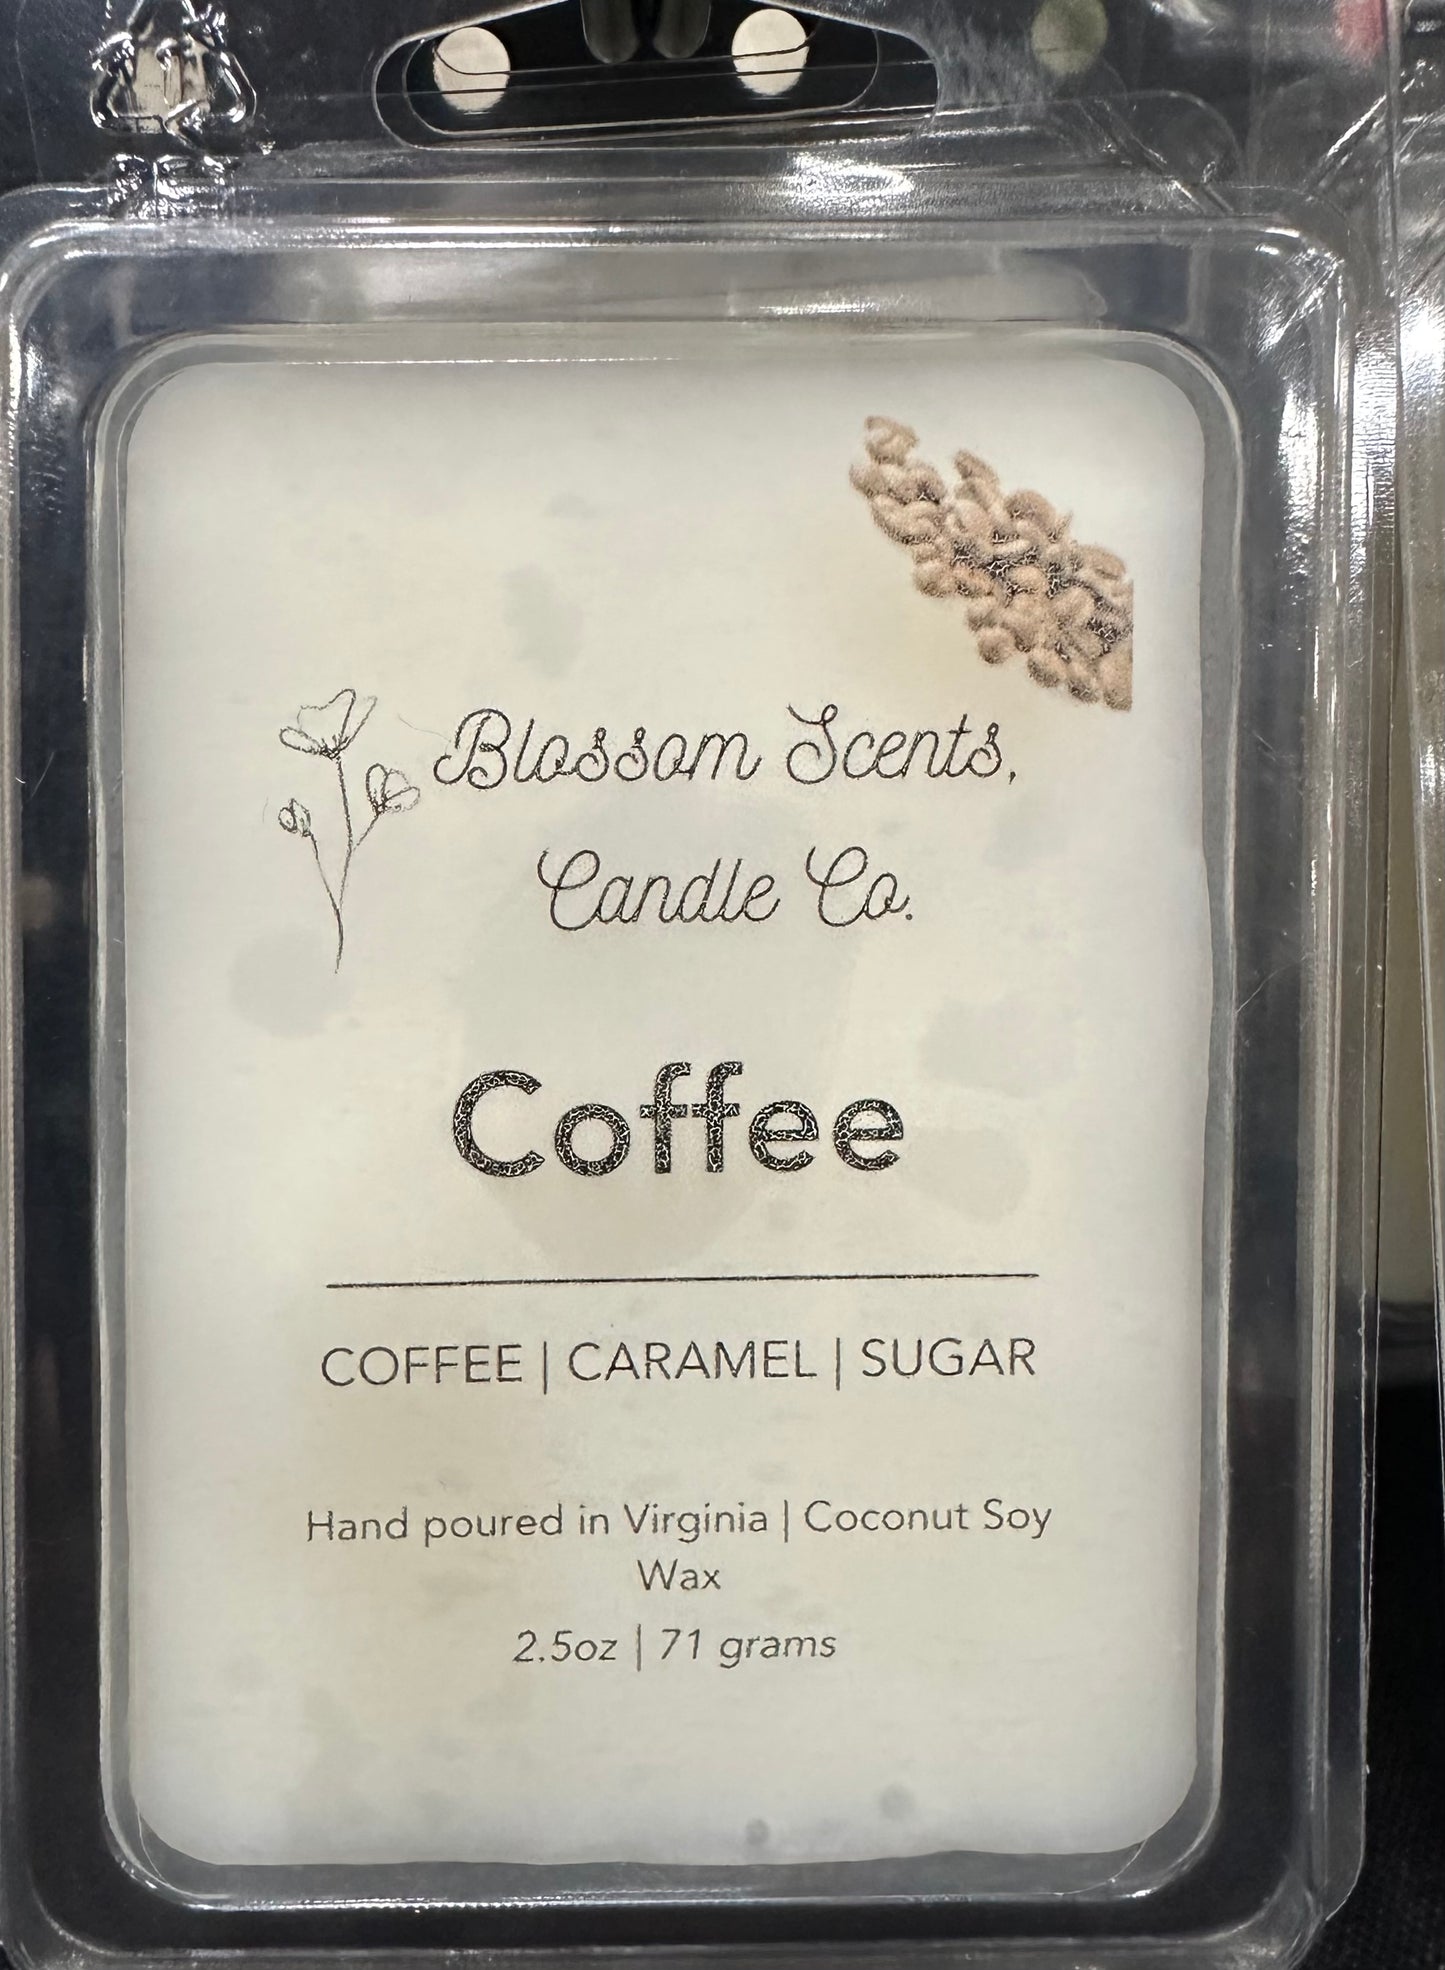 Blossom Scents,
Candle Co.
Coffee
COFFEE | CARAMEL | SUGAR
Hand poured in Virginia | Coconut Soy
Wax
2.5oz | 71 grams